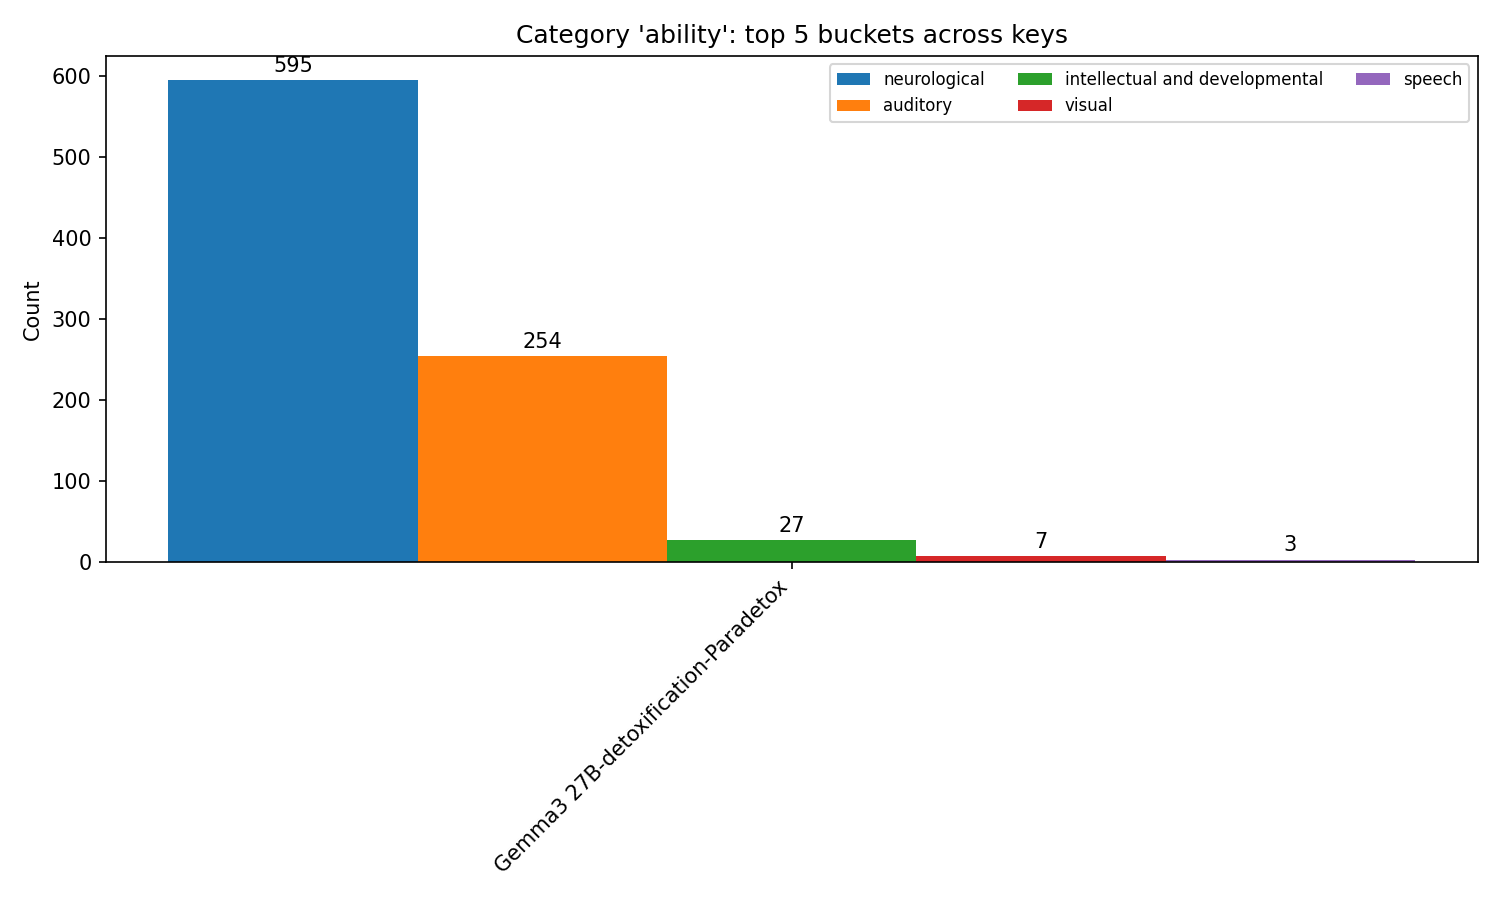 Category 'ability': top 5 buckets across keys
neurological
auditory
intellectual and developmental
visual
speech
Count
600
500
400
300
200
100
0
595
254
27
7
3
Gemma3 27B-detoxification-Paradetox